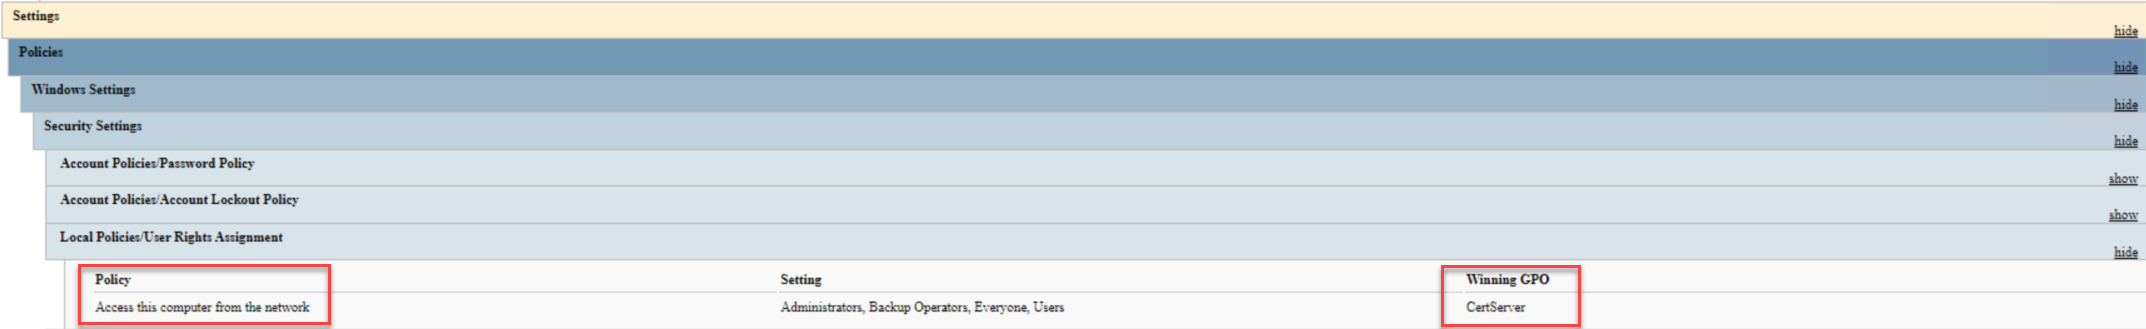 Settings
hide
Policies
hide
Windows Settings
hide
Security Settings
hide
Account Policies/Password Policy
show
Account Policies/Account Lockout Policy
show
Local Policies/User Rights Assignment
hide
Policy Setting Winning GPO
Access this computer from the network Administrators, Backup Operators, Everyone, Users CertServer